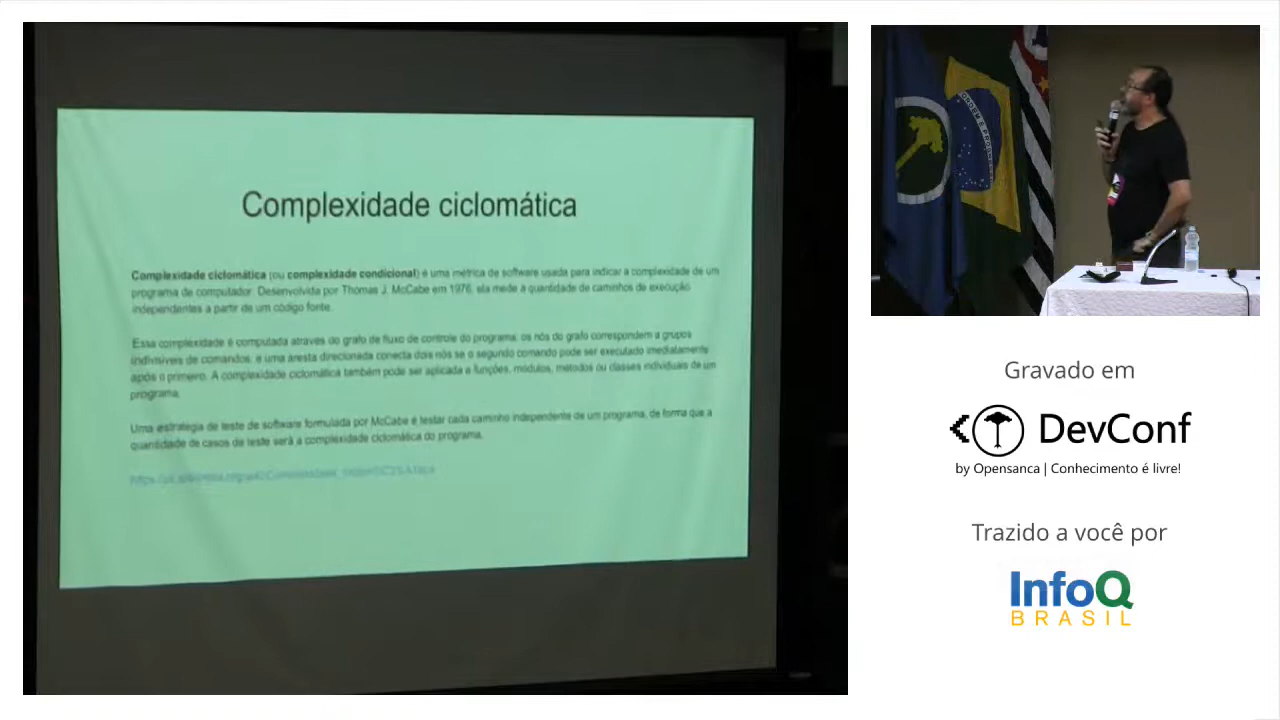 Complexidade ciclomática
Complexidade ciclomática (ou complexidade condicional) é uma métrica de software usada para indicar a complexidade de um
programa de computador. Desenvolvida por Thomas J. McCabe em 1976, ela mede a quantidade de caminhos de execução
independentes a partir de um código fonte.
Essa complexidade é computada através do grafo de fluxo de controle do programa: os nós do grafo correspondem a grupos
indivisíveis de comandos, e uma aresta direcionada conecta dois nós se o segundo comando pode ser executado imediatamente
após o primeiro. A complexidade ciclomática também pode ser aplicada a funções, módulos, métodos ou classes individuais de um
programa.
Uma estratégia de teste de software formulada por McCabe é testar cada caminho independente de um programa, de forma que a
quantidade de casos de teste será a complexidade ciclomática do programa.
ORDEM E PROGRESSO
Gravado em
DevConf
by Opensanca | Conhecimento é livre!
Trazido a você por
InfoQ
BRASIL